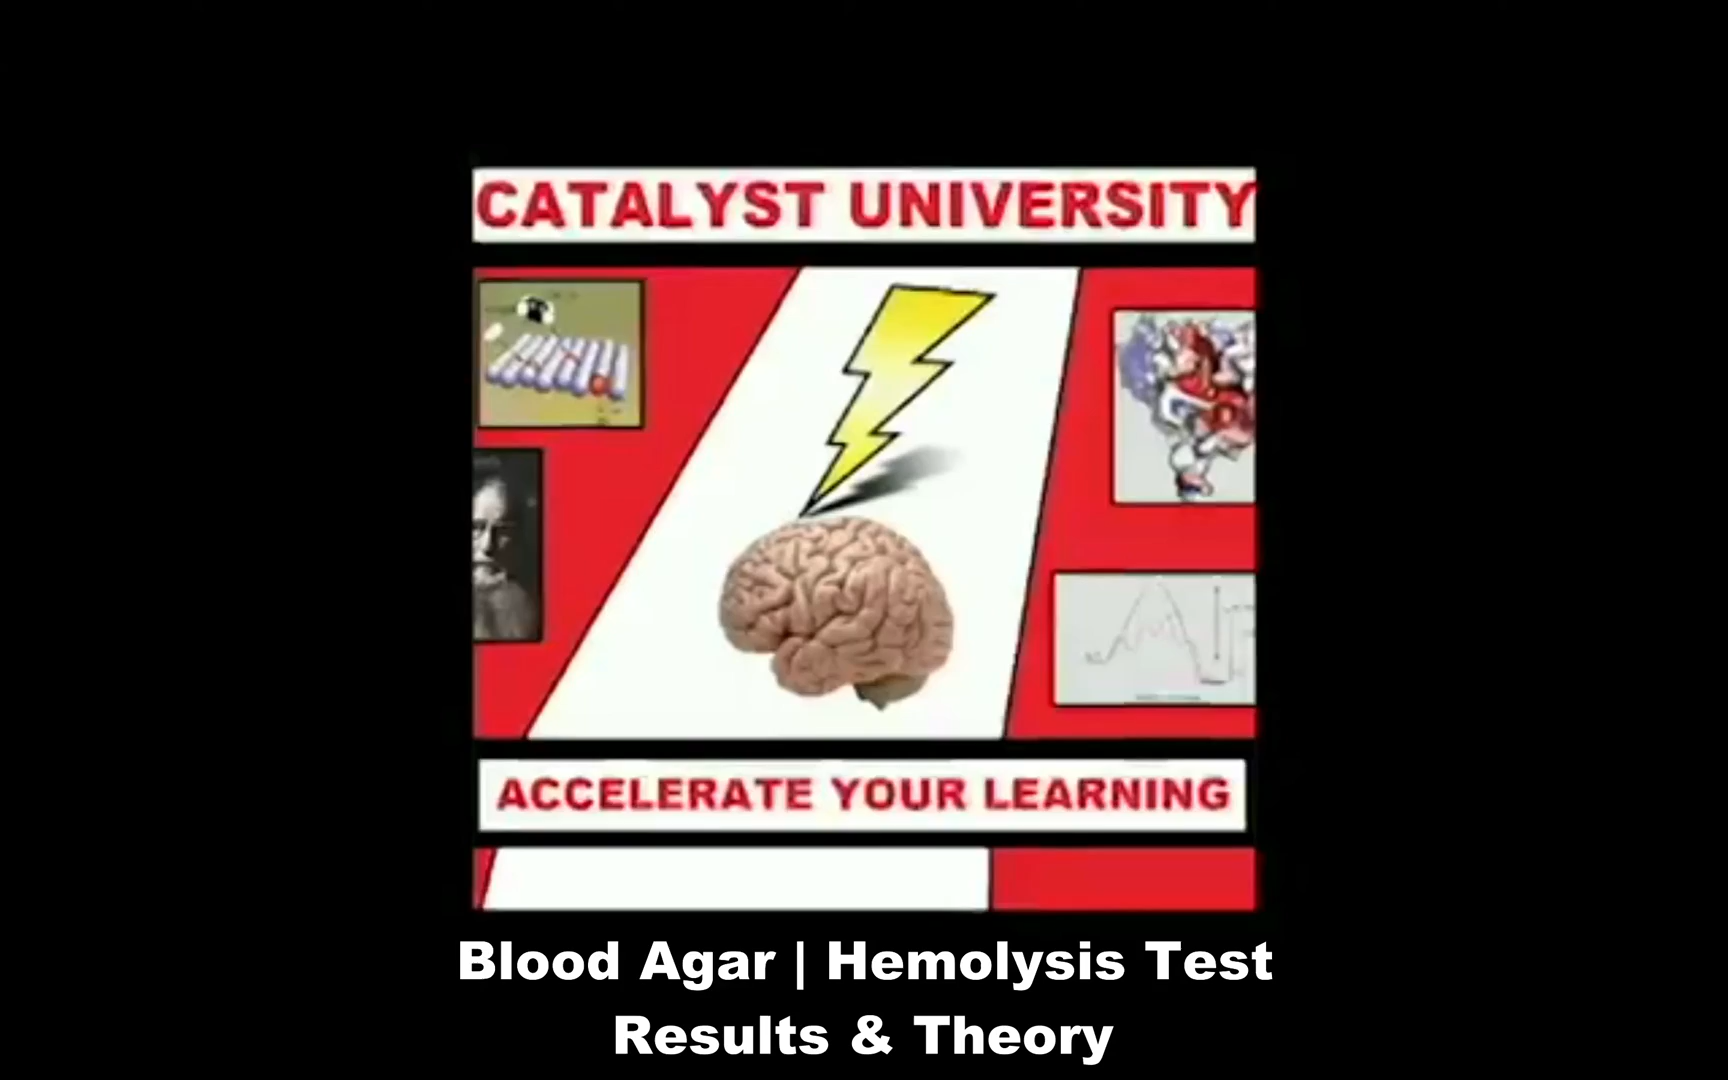 CATALYST UNIVERSITY
ACCELERATE YOUR LEARNING
Blood Agar | Hemolysis Test
Results & Theory